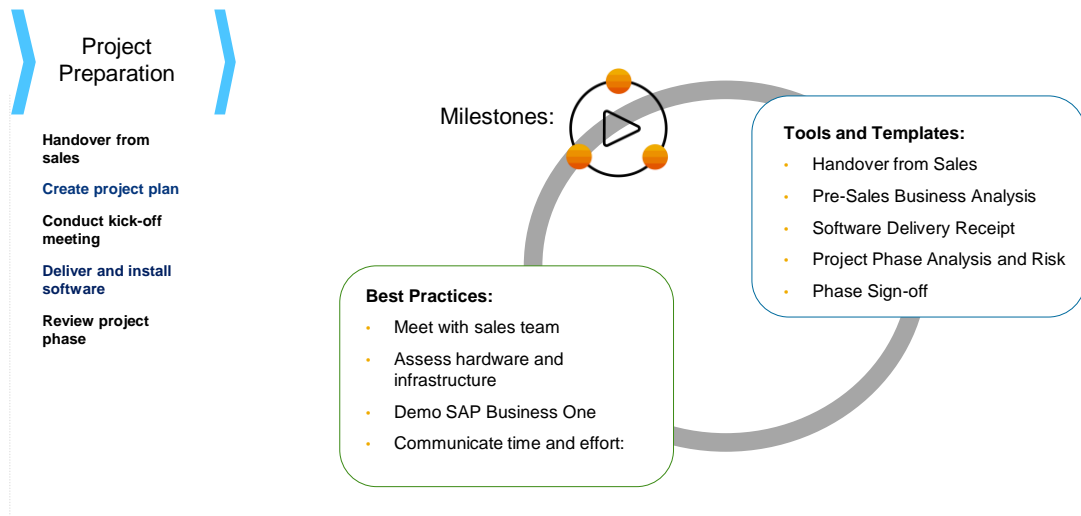 Project
Preparation
Handover from
sales
Create project plan
Conduct kick-off
meeting
Deliver and install
software
Review project
phase
Milestones:
Tools and Templates:
• Handover from Sales
• Pre-Sales Business Analysis
• Software Delivery Receipt
• Project Phase Analysis and Risk
• Phase Sign-off
Best Practices:
• Meet with sales team
• Assess hardware and
infrastructure
• Demo SAP Business One
• Communicate time and effort: